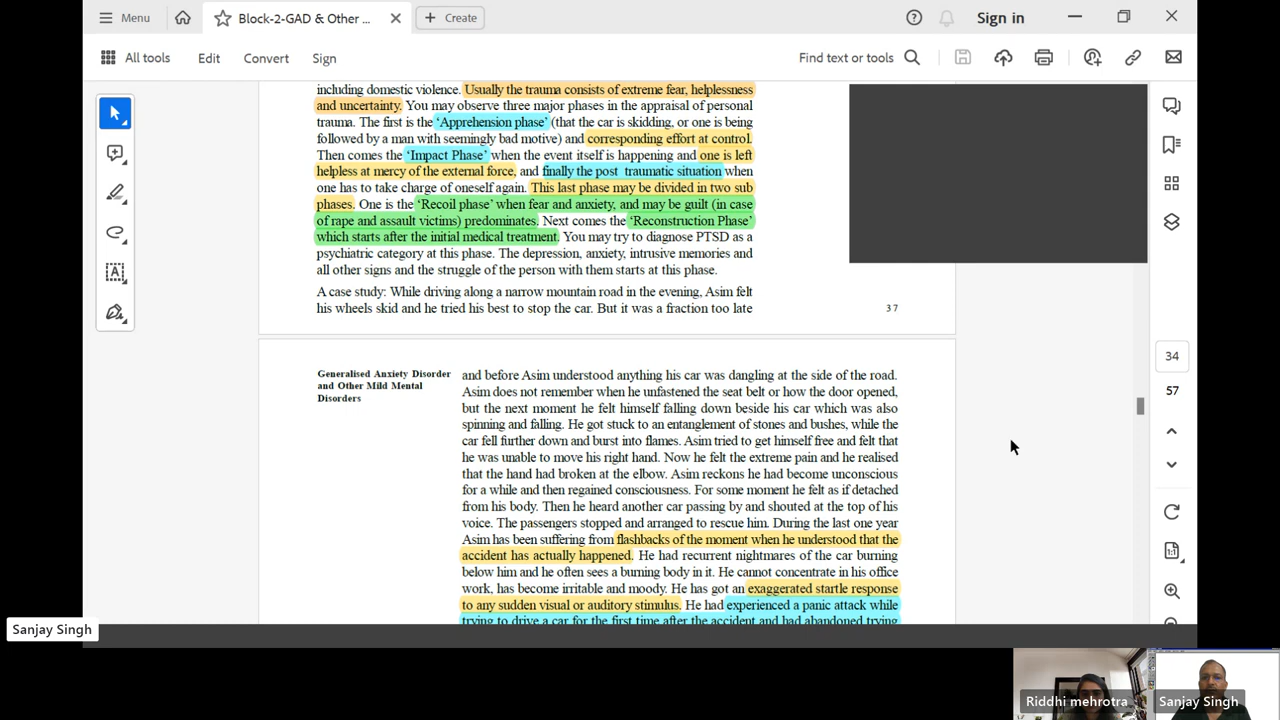 Menu
Block-2-GAD & Other ...
Create
Sign in
All tools
Edit
Convert
Sign
Find text or tools
including domestic violence. Usually the trauma consists of extreme fear, helplessness
and uncertainty. You may observe three major phases in the appraisal of personal
trauma. The first is the ‘Apprehension phase’ (that the car is skidding, or one is being
followed by a man with seemingly bad motive) and corresponding effort at control.
Then comes the ‘Impact Phase’ when the event itself is happening and one is left
helpless at mercy of the external force, and finally the post traumatic situation when
one has to take charge of oneself again. This last phase may be divided in two sub
phases. One is the ‘Recoil phase’ when fear and anxiety, and may be guilt (in case
of rape and assault victims) predominates. Next comes the ‘Reconstruction Phase’
which starts after the initial medical treatment. You may try to diagnose PTSD as a
psychiatric category at this phase. The depression, anxiety, intrusive memories and
all other signs and the struggle of the person with them starts at this phase.
A case study: While driving along a narrow mountain road in the evening, Asim felt
his wheels skid and he tried his best to stop the car. But it was a fraction too late
37
34
57
Generalised Anxiety Disorder
and Other Mild Mental
Disorders
and before Asim understood anything his car was dangling at the side of the road.
Asim does not remember when he unfastened the seat belt or how the door opened,
but the next moment he felt himself falling down beside his car which was also
spinning and falling. He got stuck to an entanglement of stones and bushes, while the
car fell further down and burst into flames. Asim tried to get himself free and felt that
he was unable to move his right hand. Now he felt the extreme pain and he realised
that the hand had broken at the elbow. Asim reckons he had become unconscious
for a while and then regained consciousness. For some moment he felt as if detached
from his body. Then he heard another car passing by and shouted at the top of his
voice. The passengers stopped and arranged to rescue him. During the last one year
Asim has been suffering from flashbacks of the moment when he understood that the
accident has actually happened. He had recurrent nightmares of the car burning
below him and he often sees a burning body in it. He cannot concentrate in his office
work, has become irritable and moody. He has got an exaggerated startle response
to any sudden visual or auditory stimulus. He had experienced a panic attack while
trying to drive a car for the first time after the accident and had abandoned trying
Sanjay Singh
Riddhi mehrotra
Sanjay Singh